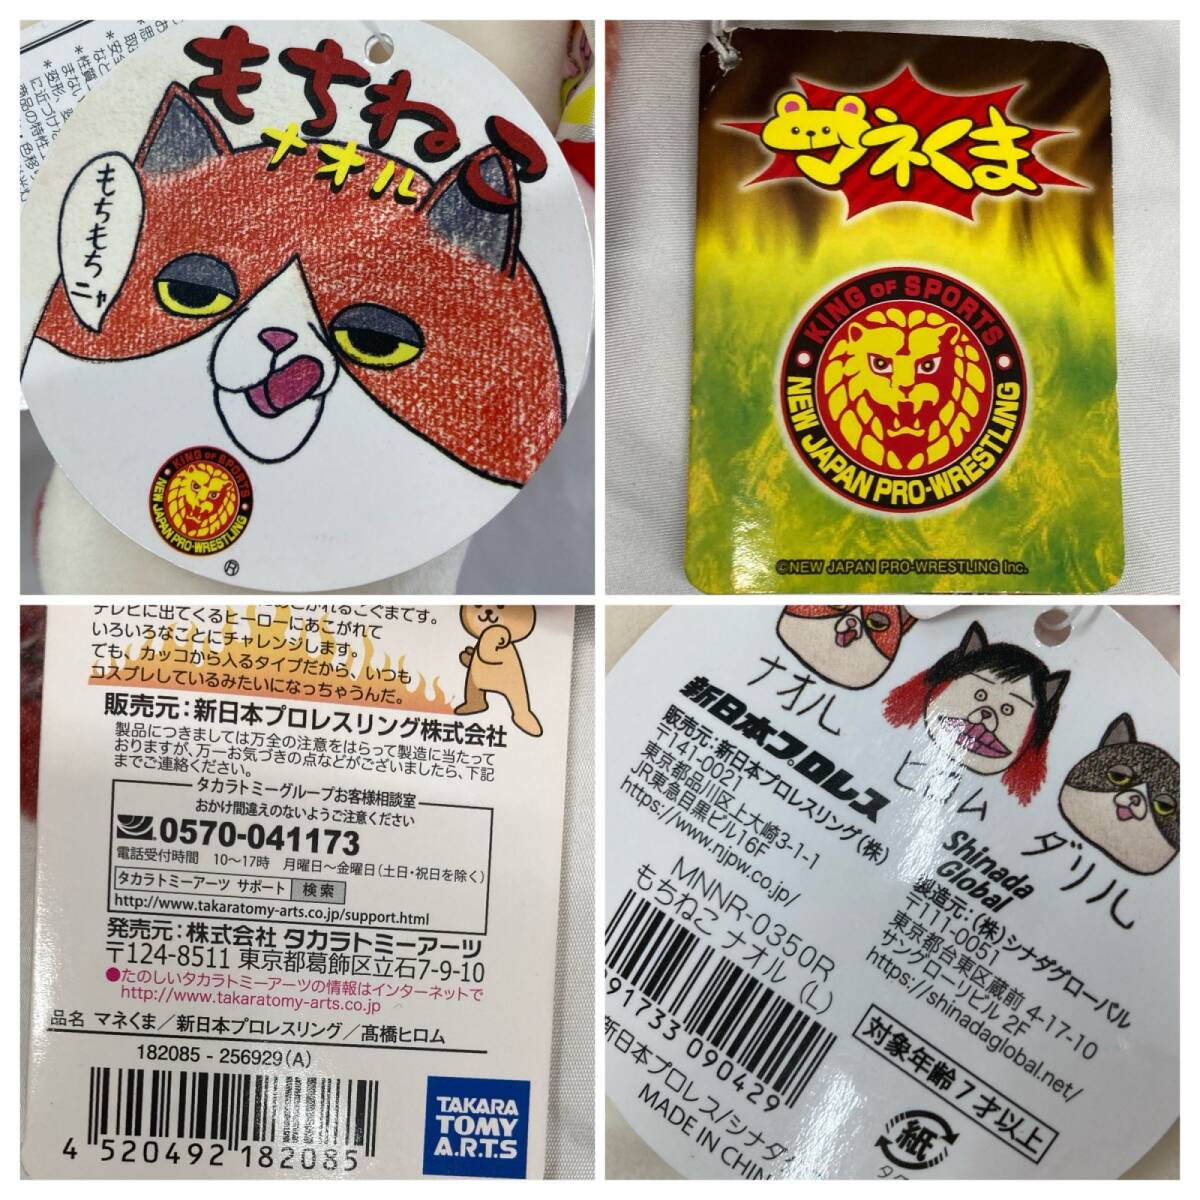 もちねこ
ナオル
もちもちニャ
KING OF SPORTS
NEW JAPAN PRO-WRESTLING
®
マネくま
KING OF SPORTS
NEW JAPAN PRO-WRESTLING
©NEW JAPAN PRO-WRESTLING Inc.
テレビに出てくるヒーローにあこがれて
いろいろなことにチャレンジします。
でも、カッコから入るタイプだから、いつも
コスプレしているみたいになっちゃうんだ。
販売元:新日本プロレスリング株式会社
製品につきましては万全の注意をはらって製造に当たって
おりますが、万一お気づきの点などがございましたら、下記
までご連絡ください。
タカラトミーグループお客様相談室
おかけ間違えのないようご注意ください
0570-041173
電話受付時間 10〜17時 月曜日〜金曜日(土日・祝日を除く)
タカラトミーアーツ サポート 検索
http://www.takaratomy-arts.co.jp/support.html
発売元:株式会社 タカラトミーアーツ
〒124-8511 東京都葛飾区立石7-9-10
●たのしいタカラトミーアーツの情報はインターネットで
http://www.takaratomy-arts.co.jp
品名 マネくま/新日本プロレスリング/髙橋ヒロム
182085-256929(A)
4 520492 182085
TAKARA
TOMY
A.R.T.S
ナオル
ヒロム
ダリル
新日本プロレス
販売元:新日本プロレスリング(株)
〒141-0021
東京都品川区上大崎3-1-1
JR東急目黒ビル16F
https://www.njpw.co.jp/
Shinada
Global
製造元:(株)シナダグローバル
〒111-0051
東京都台東区蔵前 4-17-10
サングローリビル 2F
https://shinadaglobal.net/
MNNR-0350R
もちねこ ナオル (L)
91733 090429
対象年齢7才以上
新日本プロレス/シナダ
MADE IN CHIN
紙
タグ